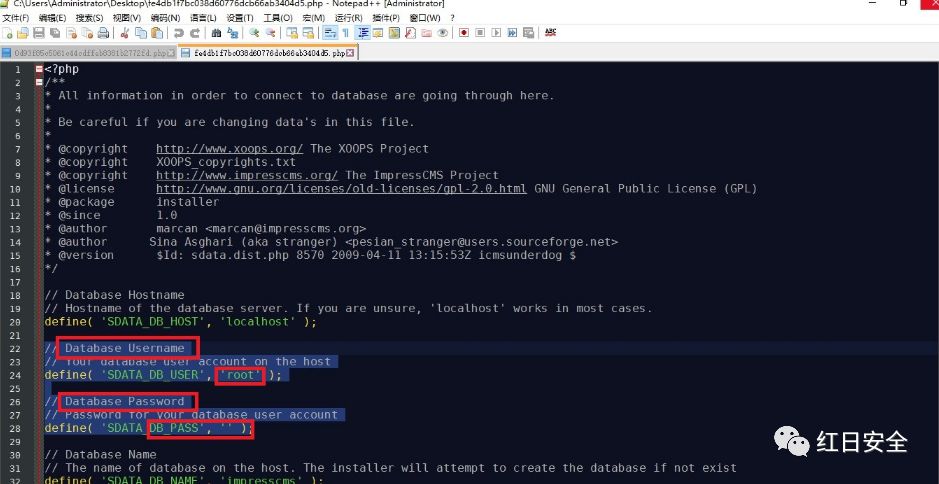 C:\Users\Administrator\Desktop\fe4db1f7bc038d60776dcb66ab3404d5.php - Notepad++ [Administrator]
文件(F) 编辑(E) 搜索(S) 视图(V) 编码(N) 语言(L) 设置(T) 工具(O) 宏(M) 运行(R) 插件(P) 窗口(W) ?
fe4db1f7bc038d60776dcb66ab3404d5.php
1 <?php
2 /**
3 * All information in order to connect to database are going through here.
4 *
5 * Be careful if you are changing data's in this file.
6 *
7 * @copyright http://www.xoops.org/ The XOOPS Project
8 * @copyright XOOPS_copyrights.txt
9 * @copyright http://www.impresscms.org/ The ImpressCMS Project
10 * @license http://www.gnu.org/licenses/old-licenses/gpl-2.0.html GNU General Public License (GPL)
11 * @package installer
12 * @since 1.0
13 * @author marcan <marcan@impresscms.org>
14 * @author Sina Asghari (aka stranger) <pesian_stranger@users.sourceforge.net>
15 * @version $Id: sdata.dist.php 8570 2009-04-11 13:15:53Z icmsunderdog $
16 */
17
18 // Database Hostname
19 // Hostname of the database server. If you are unsure, 'localhost' works in most cases.
20 define( 'SDATA_DB_HOST', 'localhost' );
21
22 // Database Username
23 // Your database user account on the host
24 define( 'SDATA_DB_USER', 'root' );
25
26 // Database Password
27 // Password for your database user account
28 define( 'SDATA_DB_PASS', '' );
29
30 // Database Name
31 // The name of database on the host. The installer will attempt to create the database if not exist
32 define( 'SDATA_DB_NAME', 'impresscms' );
红日安全